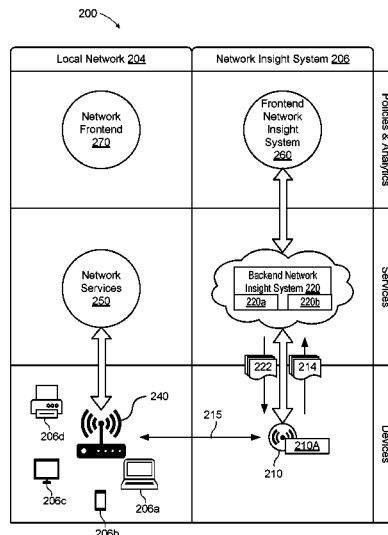 200
Local Network 204
Network Insight System 206
Network
Frontend
270
Frontend
Network
Insight
System
260
Policies & Analytics
Network
Services
250
Backend Network
Insight System 220
220a
220b
Services
222
214
240
215
206d
206c
206a
206b
210
210A
Devices